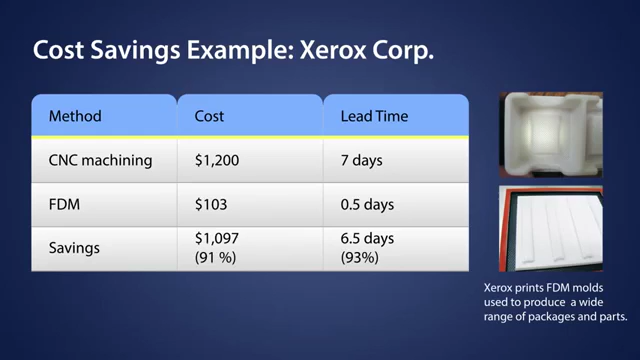 Cost Savings Example: Xerox Corp.
Method Cost Lead Time
CNC machining $1,200 7 days
FDM $103 0.5 days
Savings $1,097 (91 %) 6.5 days (93%)
Xerox prints FDM molds
used to produce a wide
range of packages and parts.